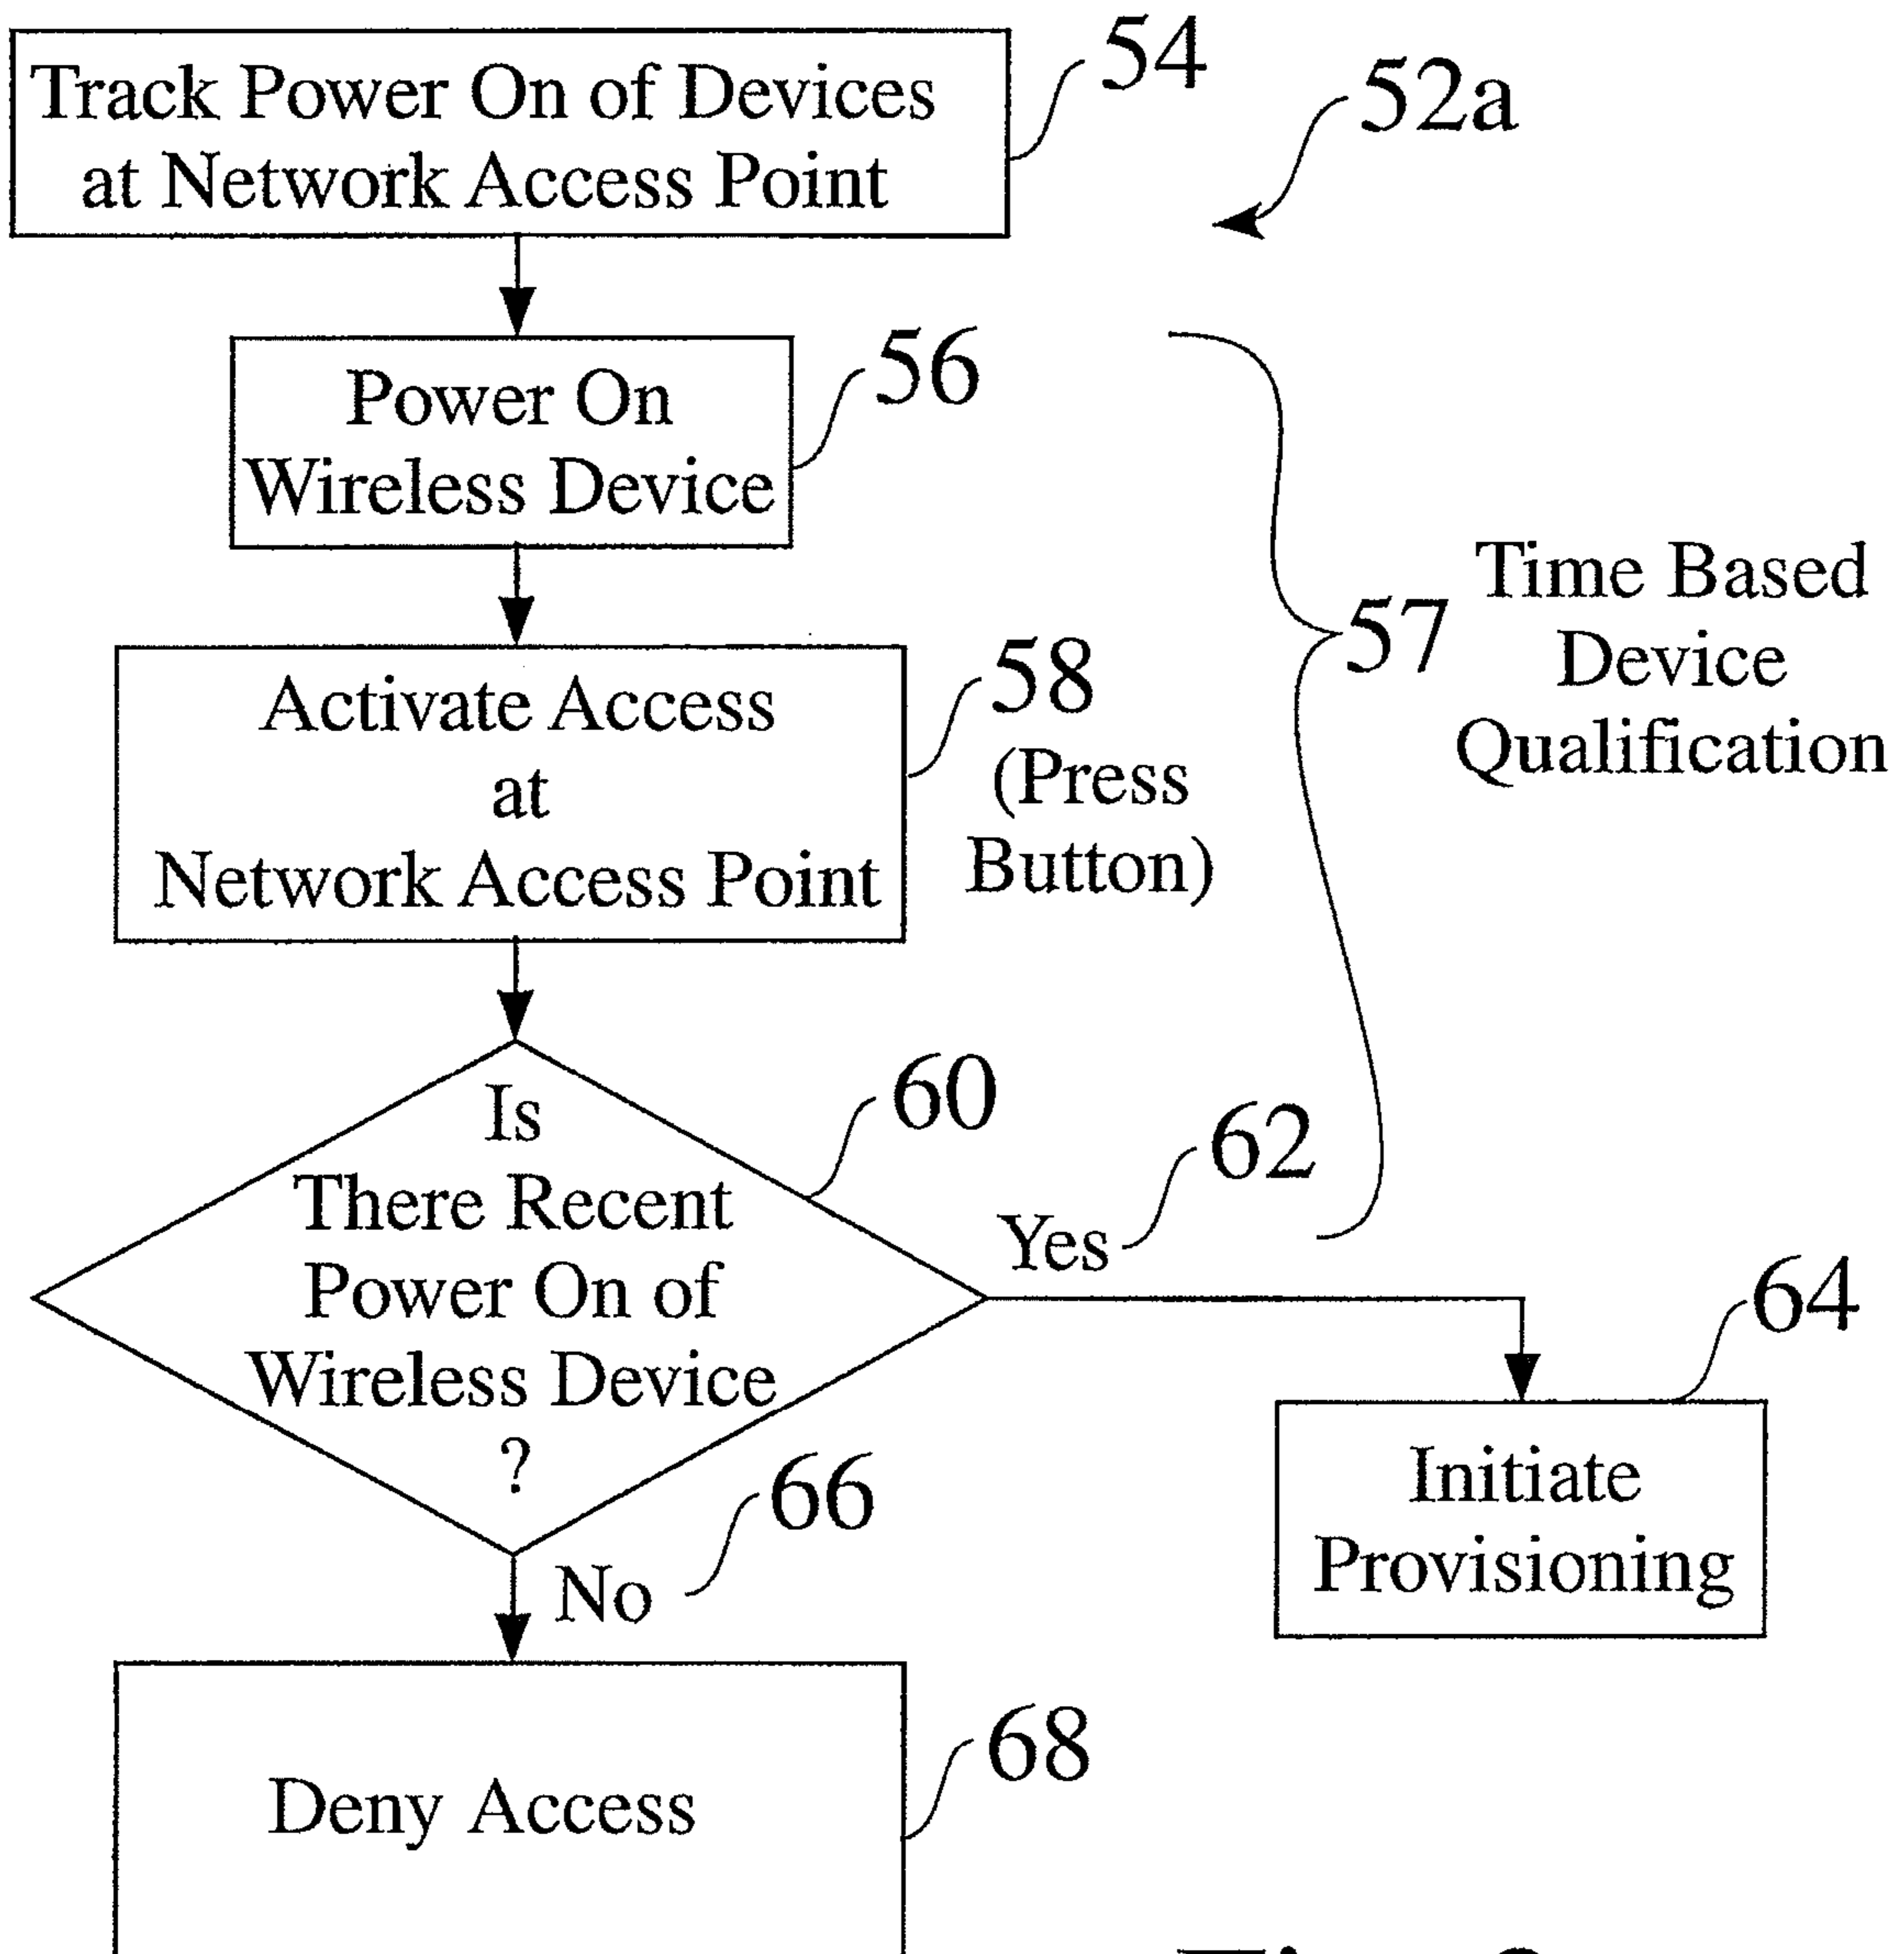 Track Power On of Devices
at Network Access Point
54
52a
Power On
Wireless Device
56
57
Time Based
Device
Qualification
Activate Access
at
Network Access Point
58
(Press
Button)
Is
There Recent
Power On of
Wireless Device
?
60
Yes
62
64
Initiate
Provisioning
No
66
Deny Access
68